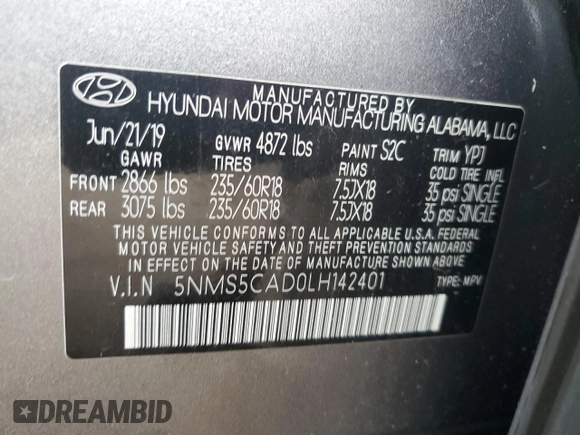 MANUFACTURED BY
HYUNDAI MOTOR MANUFACTURING ALABAMA, LLC
Jun/21/19 GVWR 4872 lbs PAINT S2C TRIM YPJ
GAWR TIRES RIMS COLD TIRE INFL
FRONT 2866 lbs 235/60R18 7.5JX18 35 psi SINGLE
REAR 3075 lbs 235/60R18 7.5JX18 35 psi SINGLE
THIS VEHICLE CONFORMS TO ALL APPLICABLE U.S.A. FEDERAL
MOTOR VEHICLE SAFETY AND THEFT PREVENTION STANDARDS
IN EFFECT ON THE DATE OF MANUFACTURE SHOWN ABOVE.
V.I.N 5NMS5CAD0LH142401 TYPE: MPV
DREAMBID